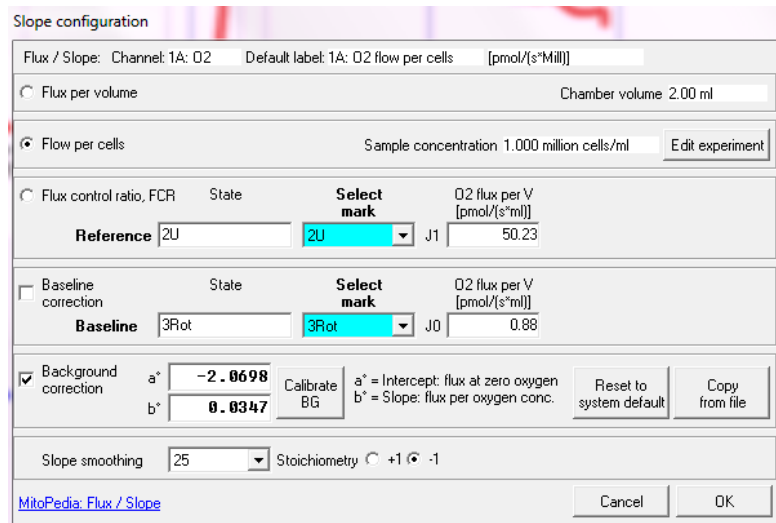 Slope configuration
Flux / Slope: Channel: 1A: O2 Default label: 1A: O2 flow per cells [pmol/(s*Mill)]
Flux per volume Chamber volume 2.00 ml
Flow per cells Sample concentration 1.000 million cells/ml Edit experiment
Flux control ratio, FCR State Select mark O2 flux per V [pmol/(s*ml)]
Reference 2U 2U J1 50.23
Baseline correction State Select mark O2 flux per V [pmol/(s*ml)]
Baseline 3Rot 3Rot J0 0.88
Background correction a° -2.0698 Calibrate BG a° = Intercept: flux at zero oxygen Reset to system default Copy from file
b° 0.0347 b° = Slope: flux per oxygen conc.
Slope smoothing 25 Stoichiometry +1 -1
MitoPedia: Flux / Slope Cancel OK